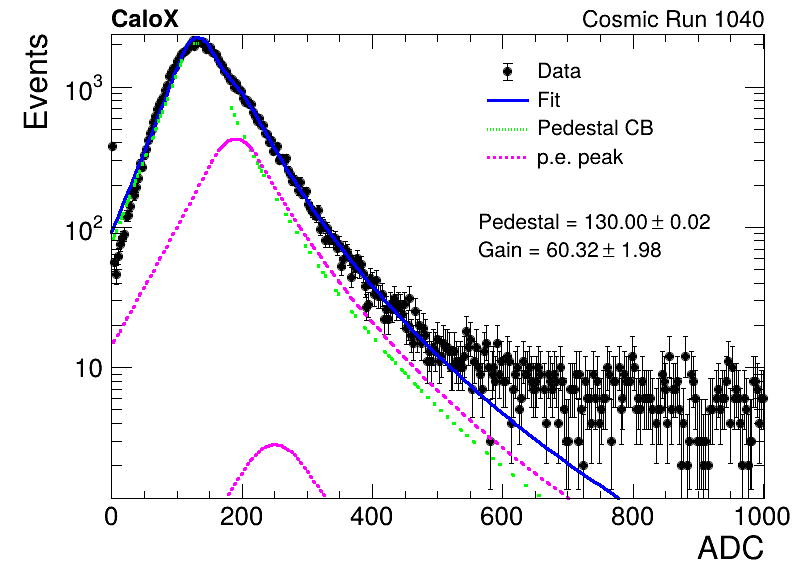 CaloX Cosmic Run 1040
Events
Data
Fit
Pedestal CB
p.e. peak
Pedestal = 130.00 ± 0.02
Gain = 60.32 ± 1.98
10³
10²
10
0 200 400 600 800 1000
ADC